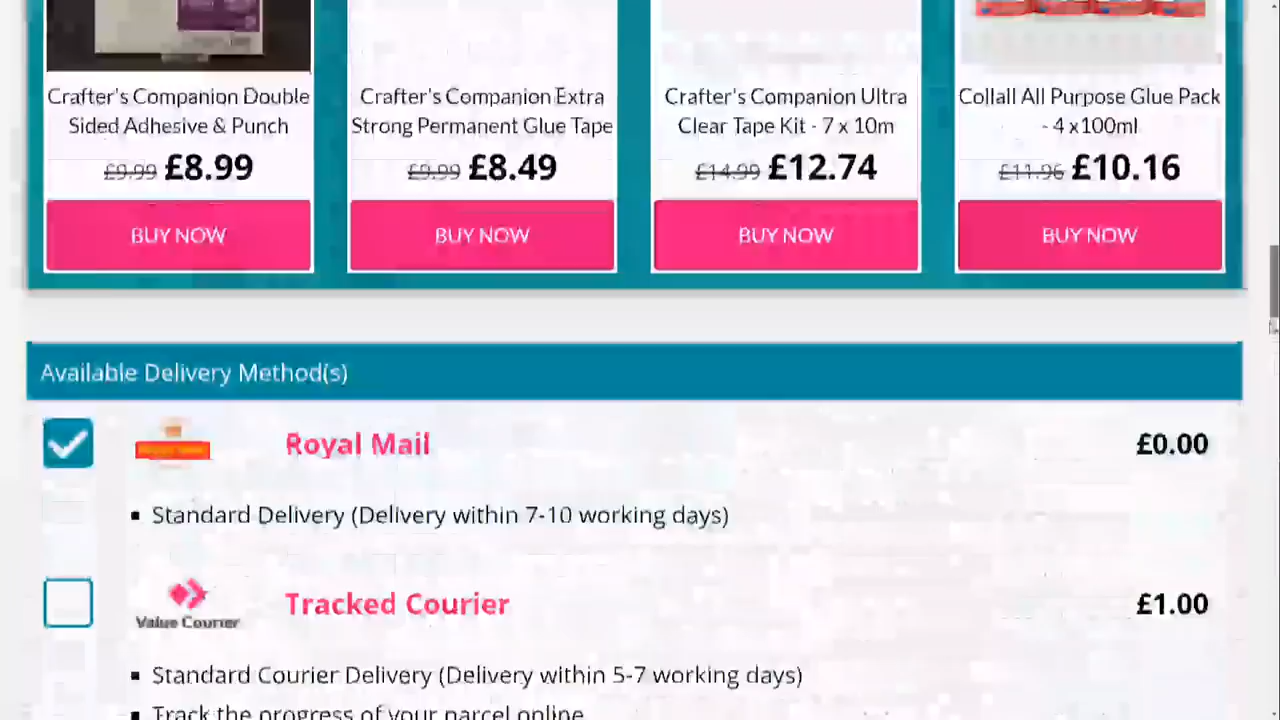 Crafter's Companion Double
Sided Adhesive & Punch
£9.99 £8.99
BUY NOW
Crafter's Companion Extra
Strong Permanent Glue Tape
£9.99 £8.49
BUY NOW
Crafter's Companion Ultra
Clear Tape Kit - 7 x 10m
£14.99 £12.74
BUY NOW
Collall All Purpose Glue Pack
- 4 x100ml
£11.96 £10.16
BUY NOW
Available Delivery Method(s)
Royal Mail £0.00
Standard Delivery (Delivery within 7-10 working days)
Value Courier
Tracked Courier £1.00
Standard Courier Delivery (Delivery within 5-7 working days)
Track the progress of your parcel online